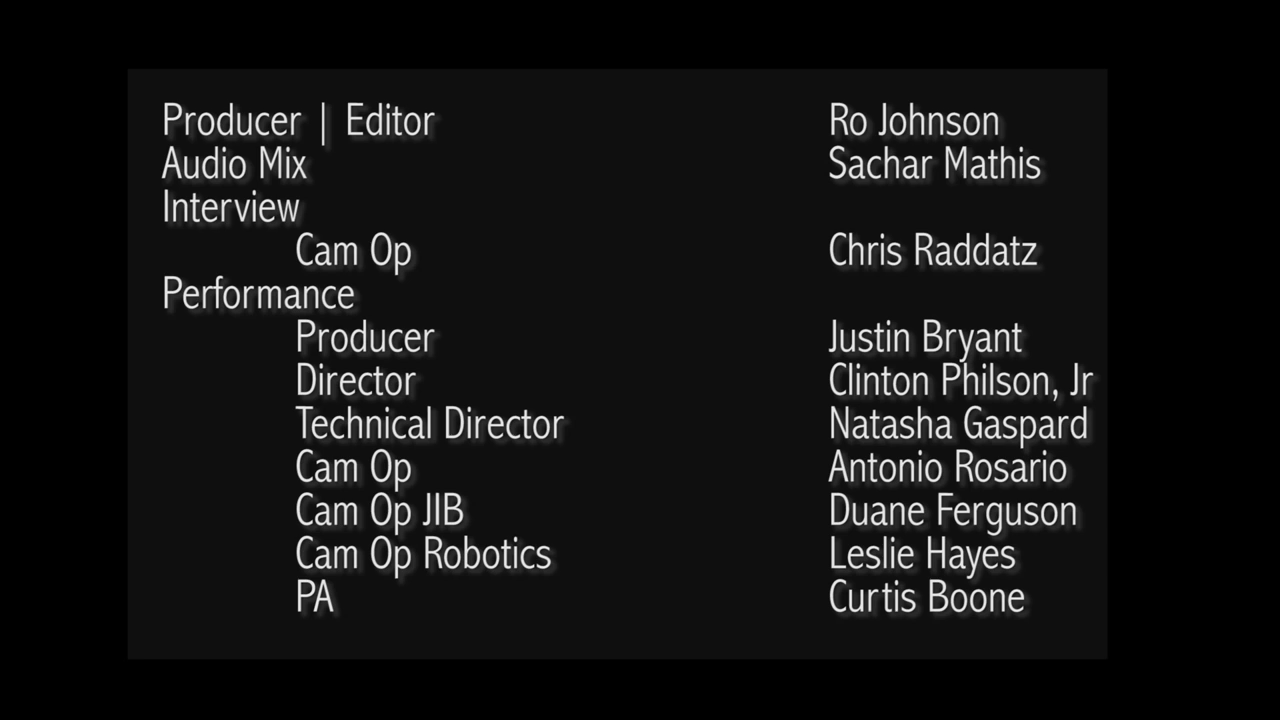 Producer | Editor Ro Johnson
Audio Mix Sachar Mathis
Interview
Cam Op Chris Raddatz
Performance
Producer Justin Bryant
Director Clinton Philson, Jr
Technical Director Natasha Gaspard
Cam Op Antonio Rosario
Cam Op JIB Duane Ferguson
Cam Op Robotics Leslie Hayes
PA Curtis Boone